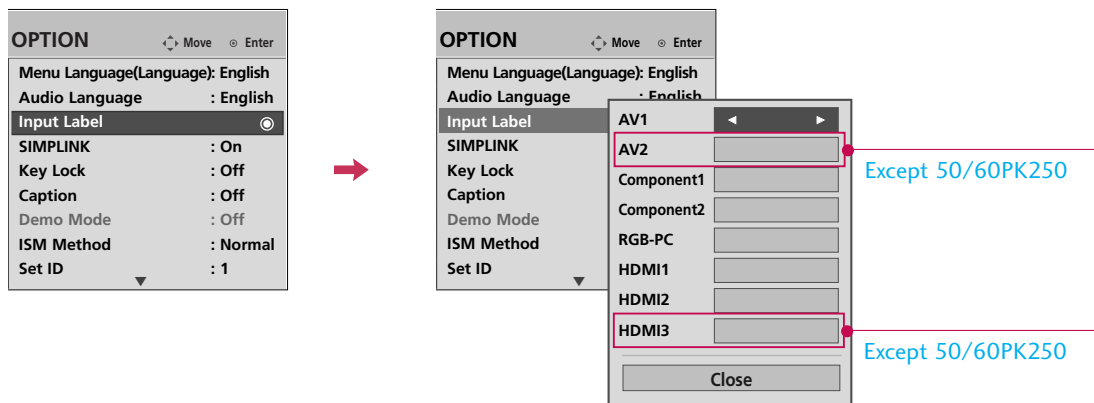 OPTION Move Enter
Menu Language(Language): English
Audio Language : English
Input Label
SIMPLINK : On
Key Lock : Off
Caption : Off
Demo Mode : Off
ISM Method : Normal
Set ID : 1
OPTION Move Enter
Menu Language(Language): English
Audio Language : English
Input Label
SIMPLINK
Key Lock
Caption
Demo Mode
ISM Method
Set ID
AV1
AV2
Component1
Component2
RGB-PC
HDMI1
HDMI2
HDMI3
Close
Except 50/60PK250
Except 50/60PK250